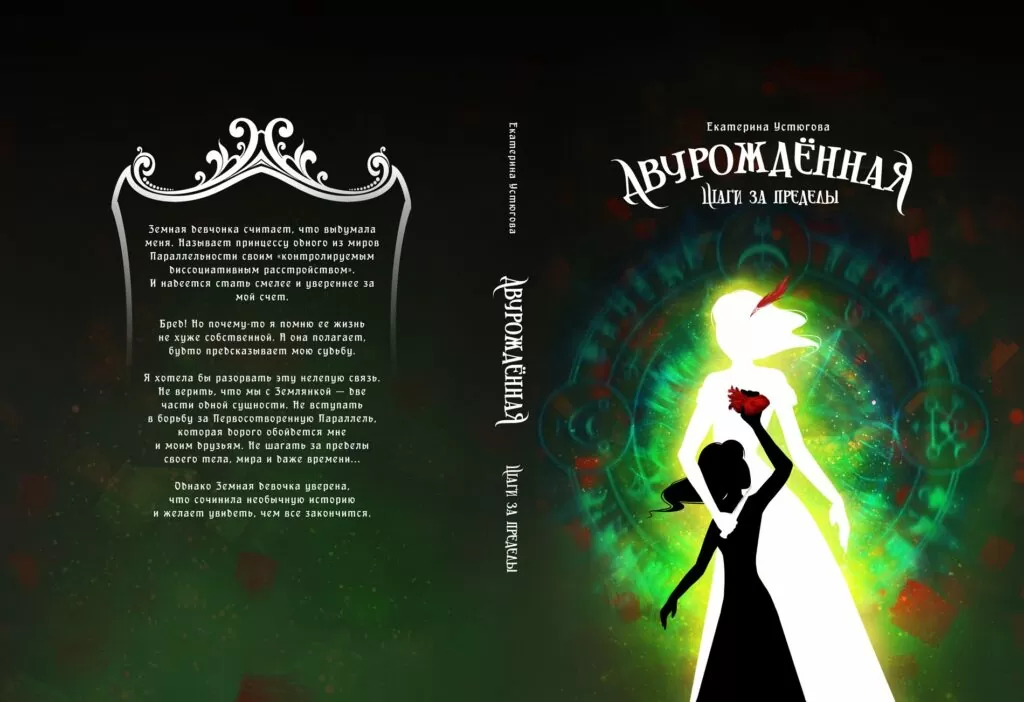 Земная девчонка считает, что выдумала
меня. Называет принцессу одного из миров
Параллельности своим «контролируемым
диссоциативным расстройством».
И надеется стать смелее и увереннее за
мой счет.
Бред! Но почему-то я помню ее жизнь
не хуже собственной. А она полагает,
будто предсказывает мою судьбу.
Я хотела бы разорвать эту нелепую связь.
Не верить, что мы с Землянкой — две
части одной сущности. Не вступать
в борьбу за Первосотворенную Параллель,
которая дорого обойдется мне
и моим друзьям. Не шагать за пределы
своего тела, мира и даже времени...
Однако Земная девочка уверена,
что сочинила необычную историю
и желает увидеть, чем все закончится.
Екатерина Устюгова
Двурождённая
Шаги за пределы
Екатерина Устюгова
Двурождённая
Шаги за пределы